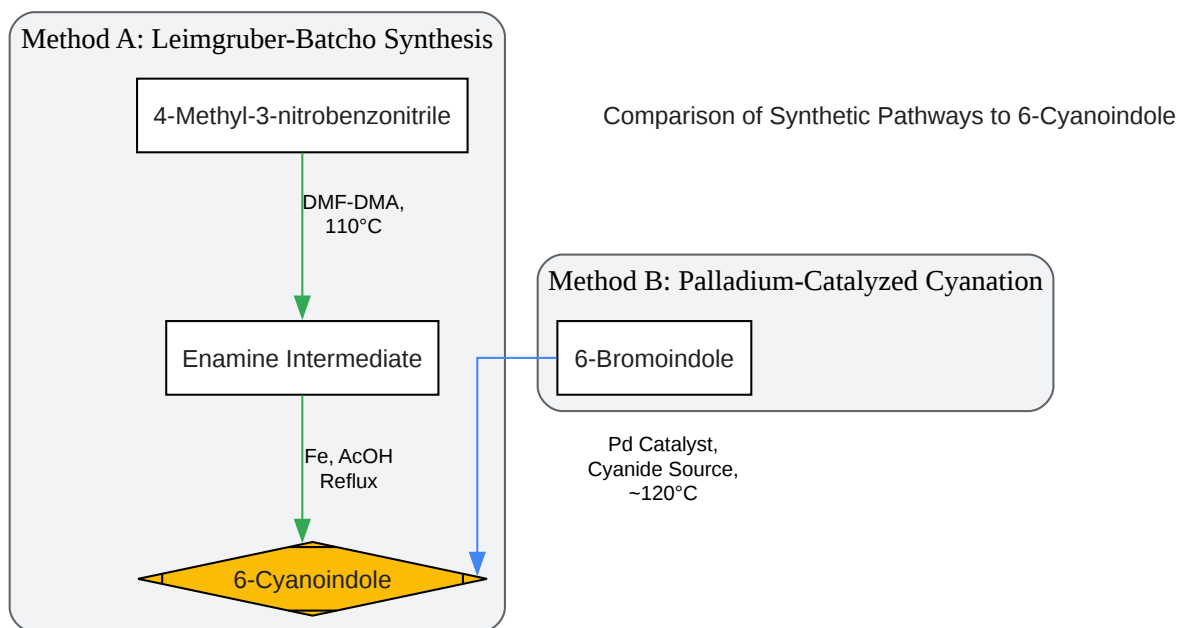 Method A: Leimgruber-Batcho Synthesis
4-Methyl-3-nitrobenzonitrile
Comparison of Synthetic Pathways to 6-Cyanoindole
DMF-DMA,
110°C
Method B: Palladium-Catalyzed Cyanation
Enamine Intermediate
6-Bromoindole
Fe, AcOH
Reflux
Pd Catalyst,
Cyanide Source,
~120°C
6-Cyanoindole